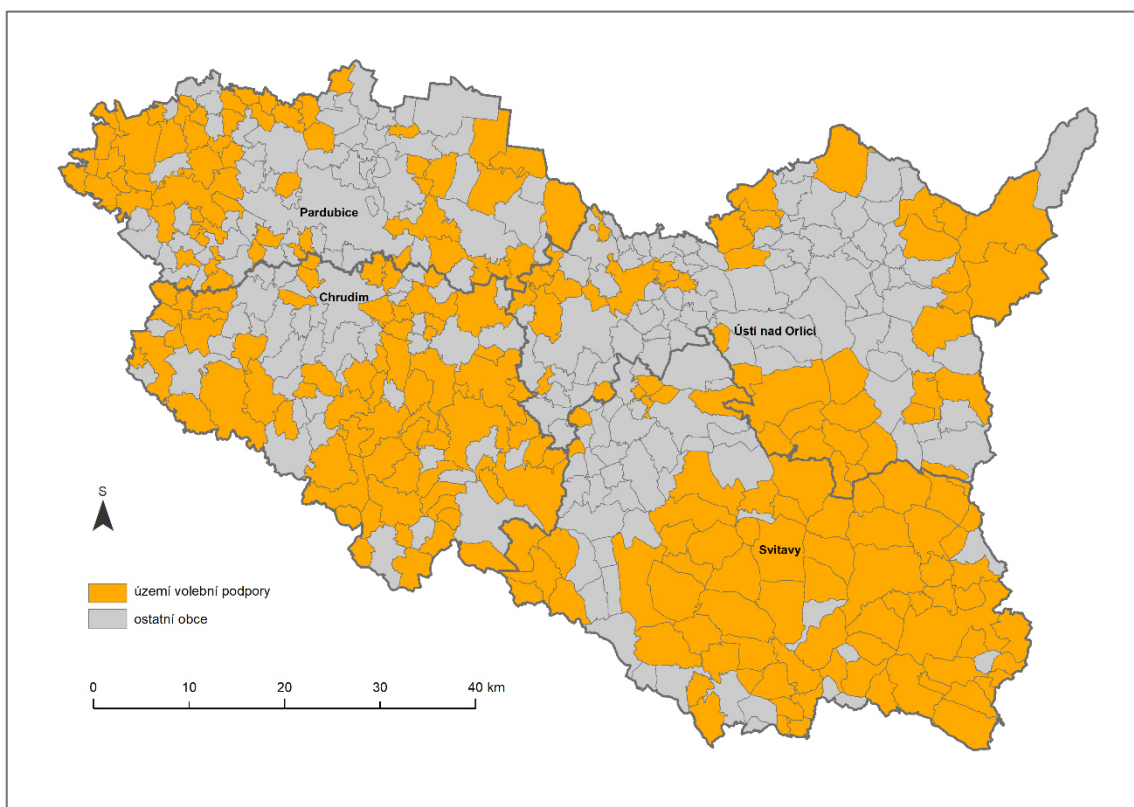 Pardubice
Chrudim
Ústí nad Orlicí
Svitavy
S
území volební podpory
ostatní obce
0 10 20 30 40 km